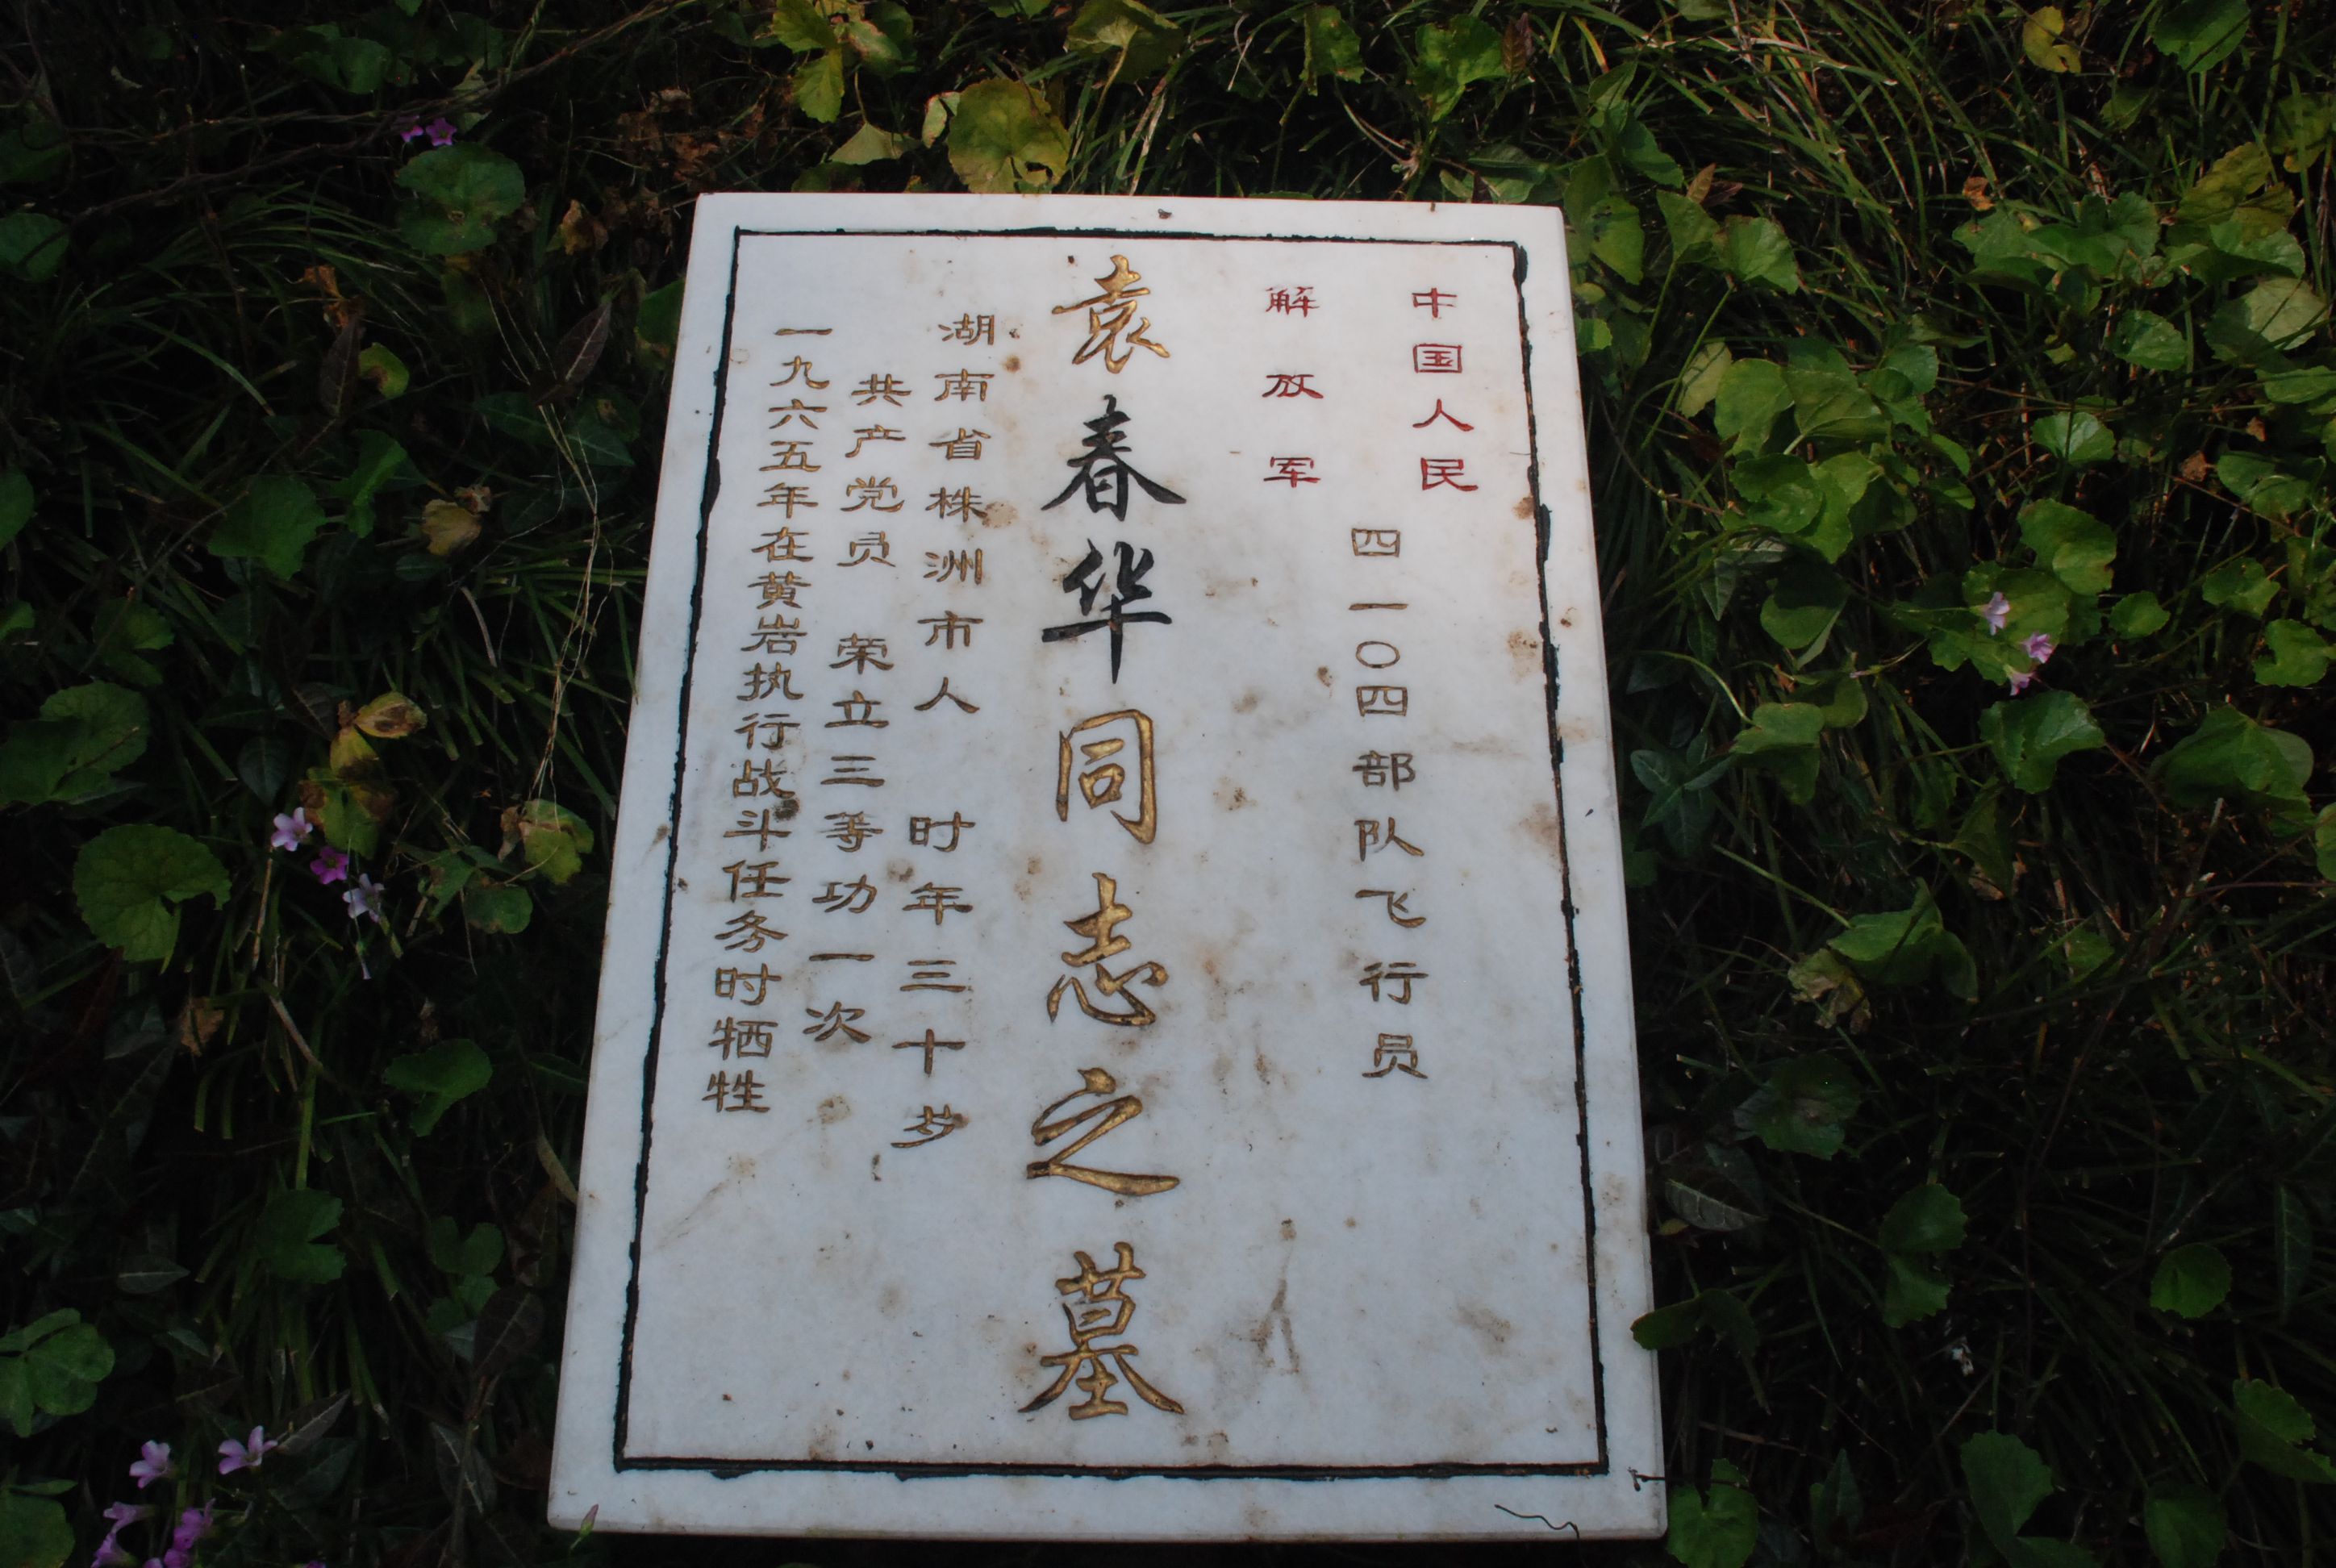 中国人民
解放军
四一〇四部队飞行员
袁春华同志之墓
湖南省株洲市人 时年三十岁
共产党员 荣立三等功一次
一九六五年在黄岩执行战斗任务时牺牲